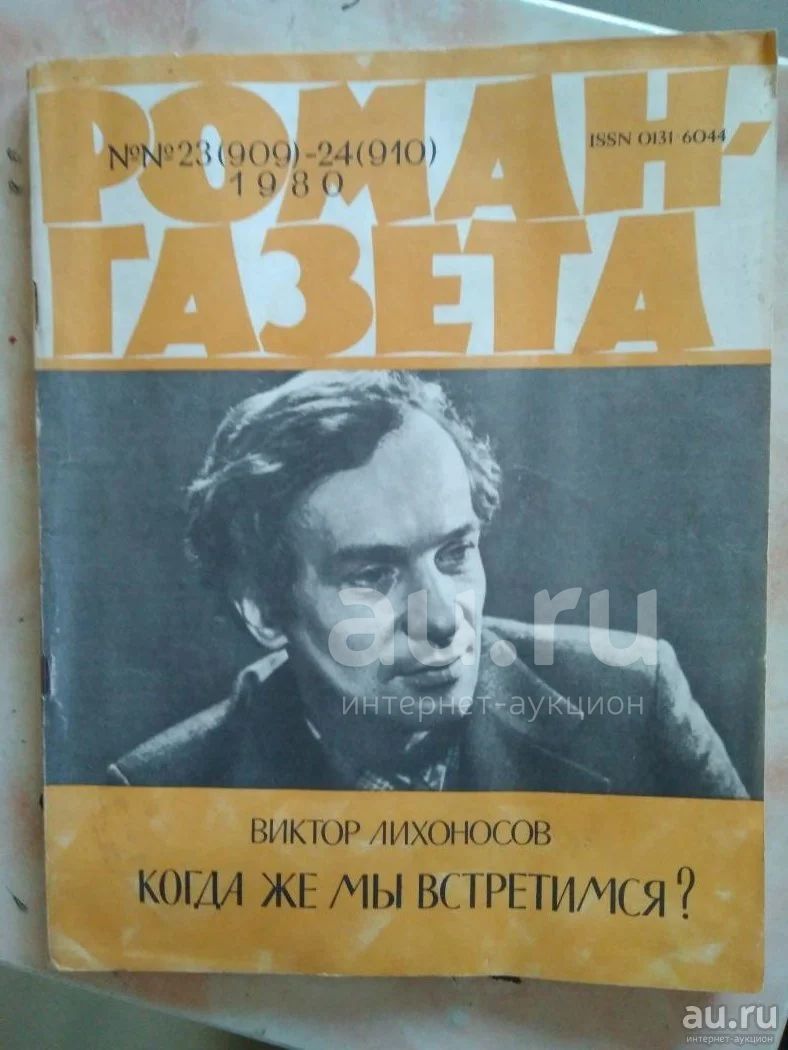 РОМАН-
№№23(909)-24(910)
1980
ISSN 0131-6044
ГАЗЕТА
au.ru
интернет-аукцион
ВИКТОР ЛИХОНОСОВ
КОГДА ЖЕ МЫ ВСТРЕТИМСЯ?
au.ru
интернет-аукцион